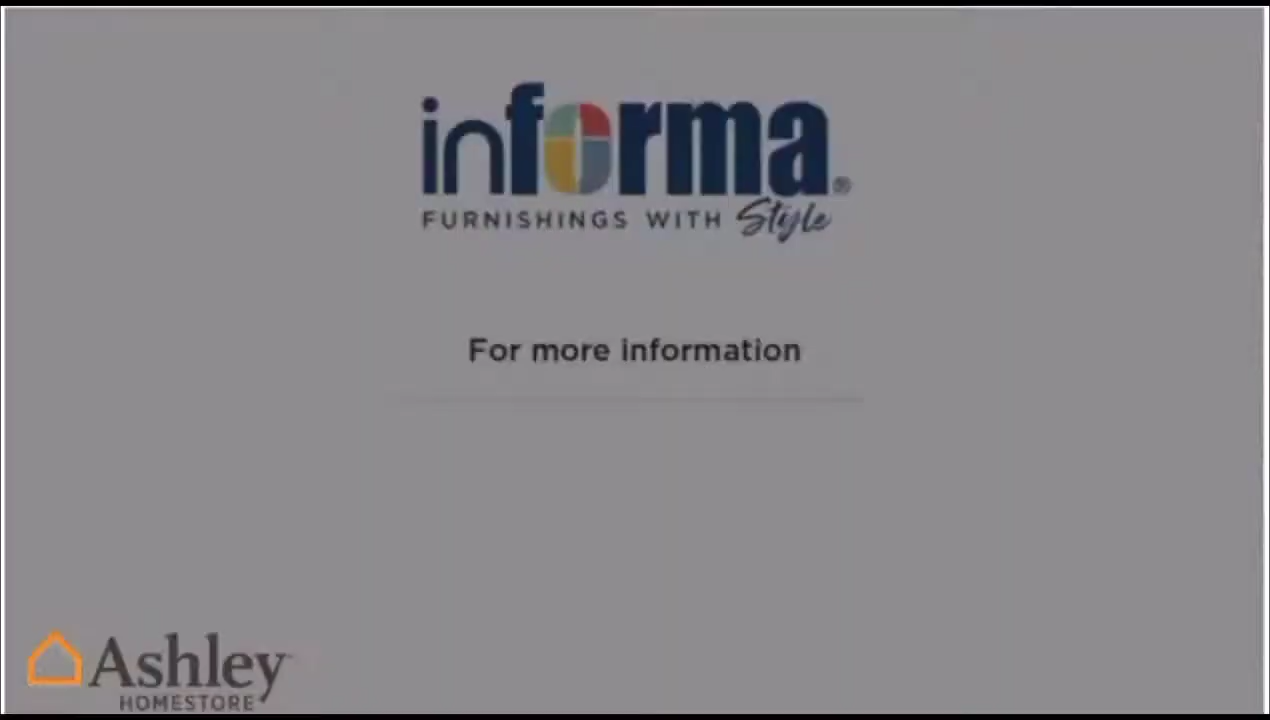 informa®
FURNISHINGS WITH Style
For more information
Ashley
HOMESTORE